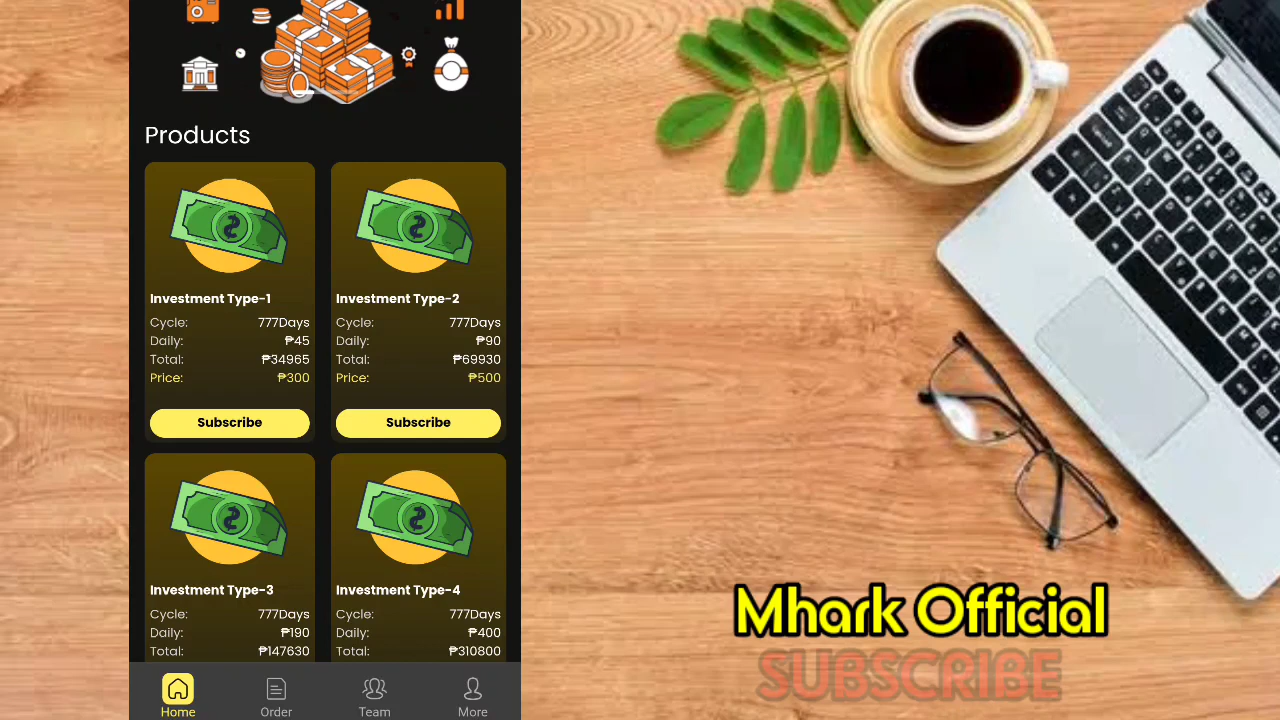 Products
Investment Type-1
Cycle: 777Days
Daily: ₱45
Total: ₱34965
Price: ₱300
Subscribe
Investment Type-2
Cycle: 777Days
Daily: ₱90
Total: ₱69930
Price: ₱500
Subscribe
Investment Type-3
Cycle: 777Days
Daily: ₱190
Total: ₱147630
Investment Type-4
Cycle: 777Days
Daily: ₱400
Total: ₱310800
Home
Order
Team
More
Mhark Official
SUBSCRIBE